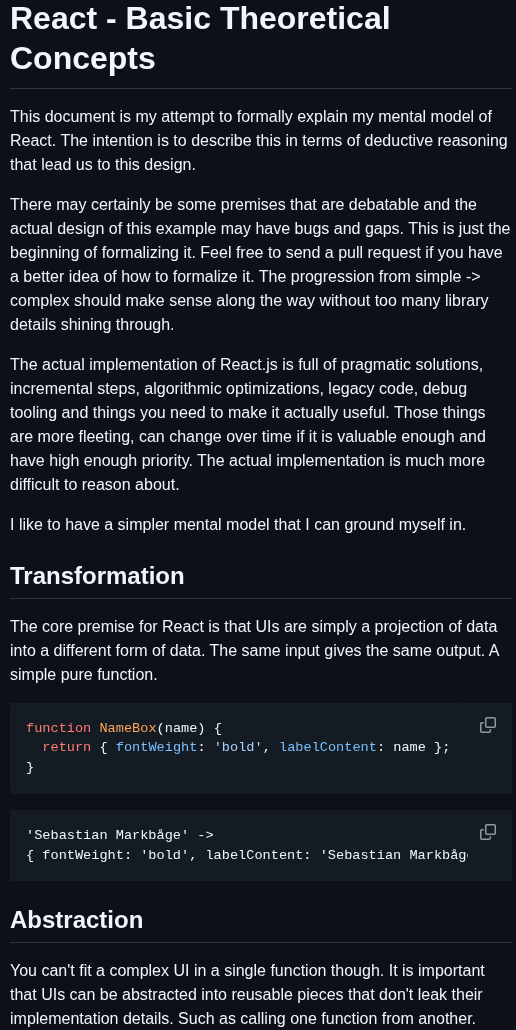 React - Basic Theoretical
Concepts
This document is my attempt to formally explain my mental model of
React. The intention is to describe this in terms of deductive reasoning
that lead us to this design.
There may certainly be some premises that are debatable and the
actual design of this example may have bugs and gaps. This is just the
beginning of formalizing it. Feel free to send a pull request if you have
a better idea of how to formalize it. The progression from simple ->
complex should make sense along the way without too many library
details shining through.
The actual implementation of React.js is full of pragmatic solutions,
incremental steps, algorithmic optimizations, legacy code, debug
tooling and things you need to make it actually useful. Those things
are more fleeting, can change over time if it is valuable enough and
have high enough priority. The actual implementation is much more
difficult to reason about.
I like to have a simpler mental model that I can ground myself in.
Transformation
The core premise for React is that UIs are simply a projection of data
into a different form of data. The same input gives the same output. A
simple pure function.
function NameBox(name) {
  return { fontWeight: 'bold', labelContent: name };
}
'Sebastian Markbåge' ->
{ fontWeight: 'bold', labelContent: 'Sebastian Markbåg
Abstraction
You can't fit a complex UI in a single function though. It is important
that UIs can be abstracted into reusable pieces that don't leak their
implementation details. Such as calling one function from another.